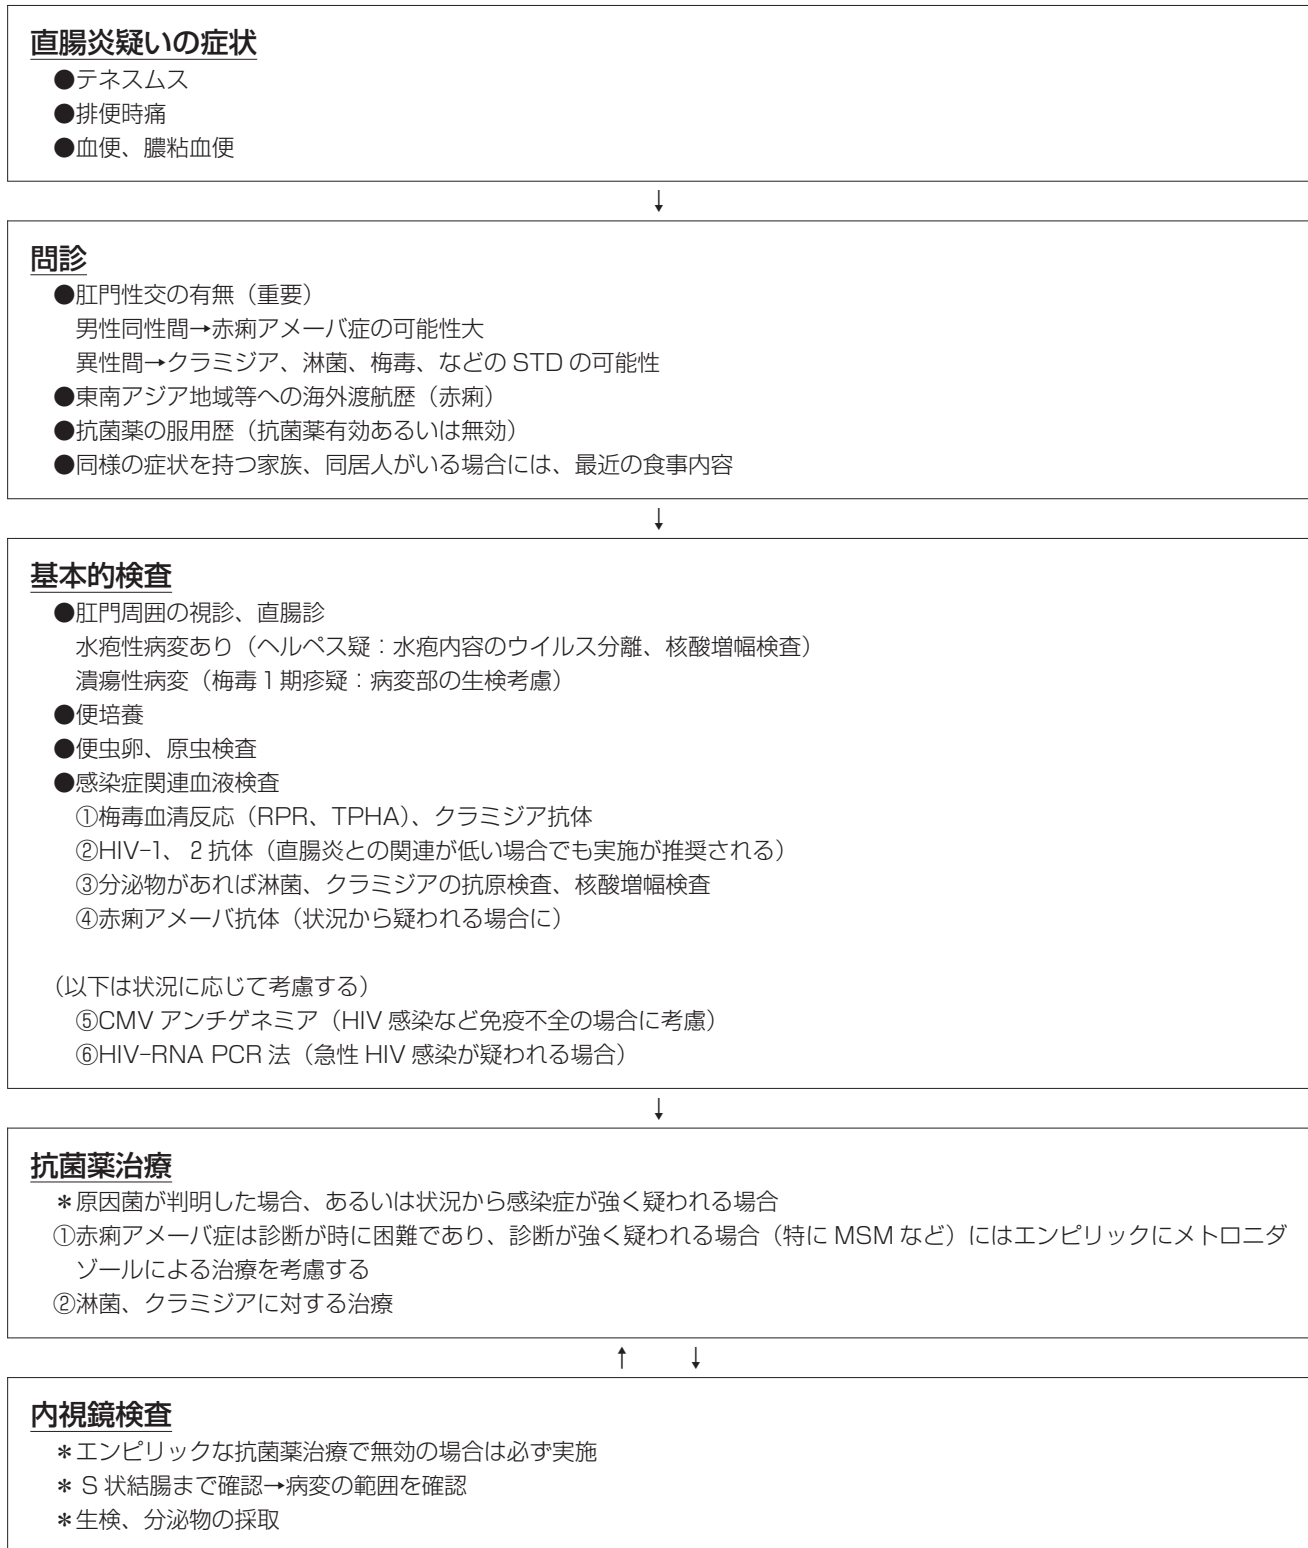 直腸炎疑いの症状
●テネスムス
●排便時痛
●血便、膿粘血便
↓
問診
●肛門性交の有無（重要）
男性同性間→赤痢アメーバ症の可能性大
異性間→クラミジア、淋菌、梅毒、などの STD の可能性
●東南アジア地域等への海外渡航歴（赤痢）
●抗菌薬の服用歴（抗菌薬有効あるいは無効）
●同様の症状を持つ家族、同居人がいる場合には、最近の食事内容
↓
基本的検査
●肛門周囲の視診、直腸診
水疱性病変あり（ヘルペス疑：水疱内容のウイルス分離、核酸増幅検査）
潰瘍性病変（梅毒１期疹疑：病変部の生検考慮）
●便培養
●便虫卵、原虫検査
●感染症関連血液検査
①梅毒血清反応（RPR、TPHA）、クラミジア抗体
②HIV-1、２抗体（直腸炎との関連が低い場合でも実施が推奨される）
③分泌物があれば淋菌、クラミジアの抗原検査、核酸増幅検査
④赤痢アメーバ抗体（状況から疑われる場合に）
（以下は状況に応じて考慮する）
⑤CMV アンチゲネミア（HIV 感染など免疫不全の場合に考慮）
⑥HIV-RNA PCR 法（急性 HIV 感染が疑われる場合）
↓
抗菌薬治療
＊原因菌が判明した場合、あるいは状況から感染症が強く疑われる場合
①赤痢アメーバ症は診断が時に困難であり、診断が強く疑われる場合（特に MSM など）にはエンピリックにメトロニダ
ゾールによる治療を考慮する
②淋菌、クラミジアに対する治療
↑ ↓
内視鏡検査
＊エンピリックな抗菌薬治療で無効の場合は必ず実施
＊ S 状結腸まで確認→病変の範囲を確認
＊生検、分泌物の採取